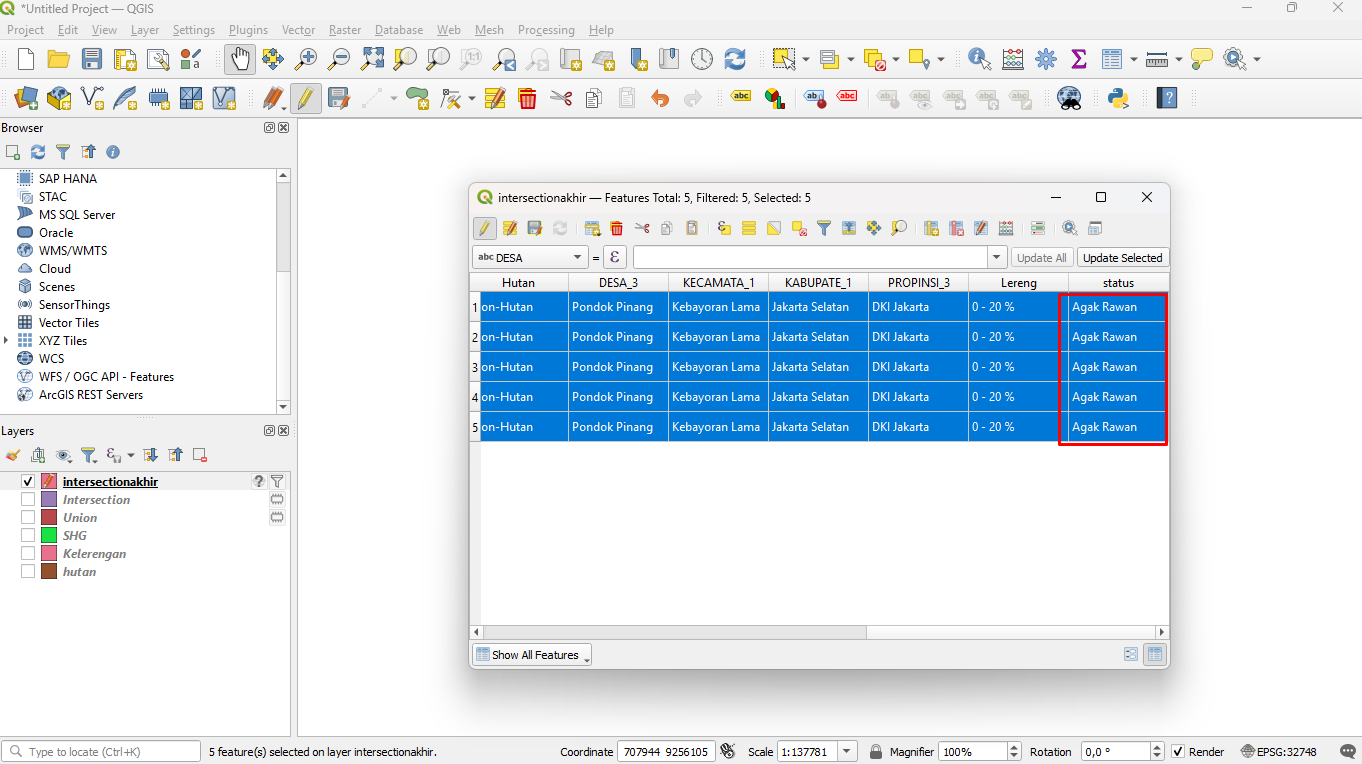 *Untitled Project — QGIS
Project Edit View Layer Settings Plugins Vector Raster Database Web Mesh Processing Help
Browser
SAP HANA
STAC
MS SQL Server
Oracle
WMS/WMTS
Cloud
Scenes
SensorThings
Vector Tiles
XYZ Tiles
WCS
WFS / OGC API - Features
ArcGIS REST Servers
Layers
intersectionakhir
Intersection
Union
SHG
Kelerengan
hutan
intersectionakhir — Features Total: 5, Filtered: 5, Selected: 5
abc DESA = ε Update All Update Selected
Hutan DESA_3 KECAMATA_1 KABUPATE_1 PROPINSI_3 Lereng status
1 on-Hutan Pondok Pinang Kebayoran Lama Jakarta Selatan DKI Jakarta 0 - 20 % Agak Rawan
2 on-Hutan Pondok Pinang Kebayoran Lama Jakarta Selatan DKI Jakarta 0 - 20 % Agak Rawan
3 on-Hutan Pondok Pinang Kebayoran Lama Jakarta Selatan DKI Jakarta 0 - 20 % Agak Rawan
4 on-Hutan Pondok Pinang Kebayoran Lama Jakarta Selatan DKI Jakarta 0 - 20 % Agak Rawan
5 on-Hutan Pondok Pinang Kebayoran Lama Jakarta Selatan DKI Jakarta 0 - 20 % Agak Rawan
Show All Features
Type to locate (Ctrl+K) 5 feature(s) selected on layer intersectionakhir. Coordinate 707944 9256105 Scale 1:137781 Magnifier 100% Rotation 0,0 ° Render EPSG:32748